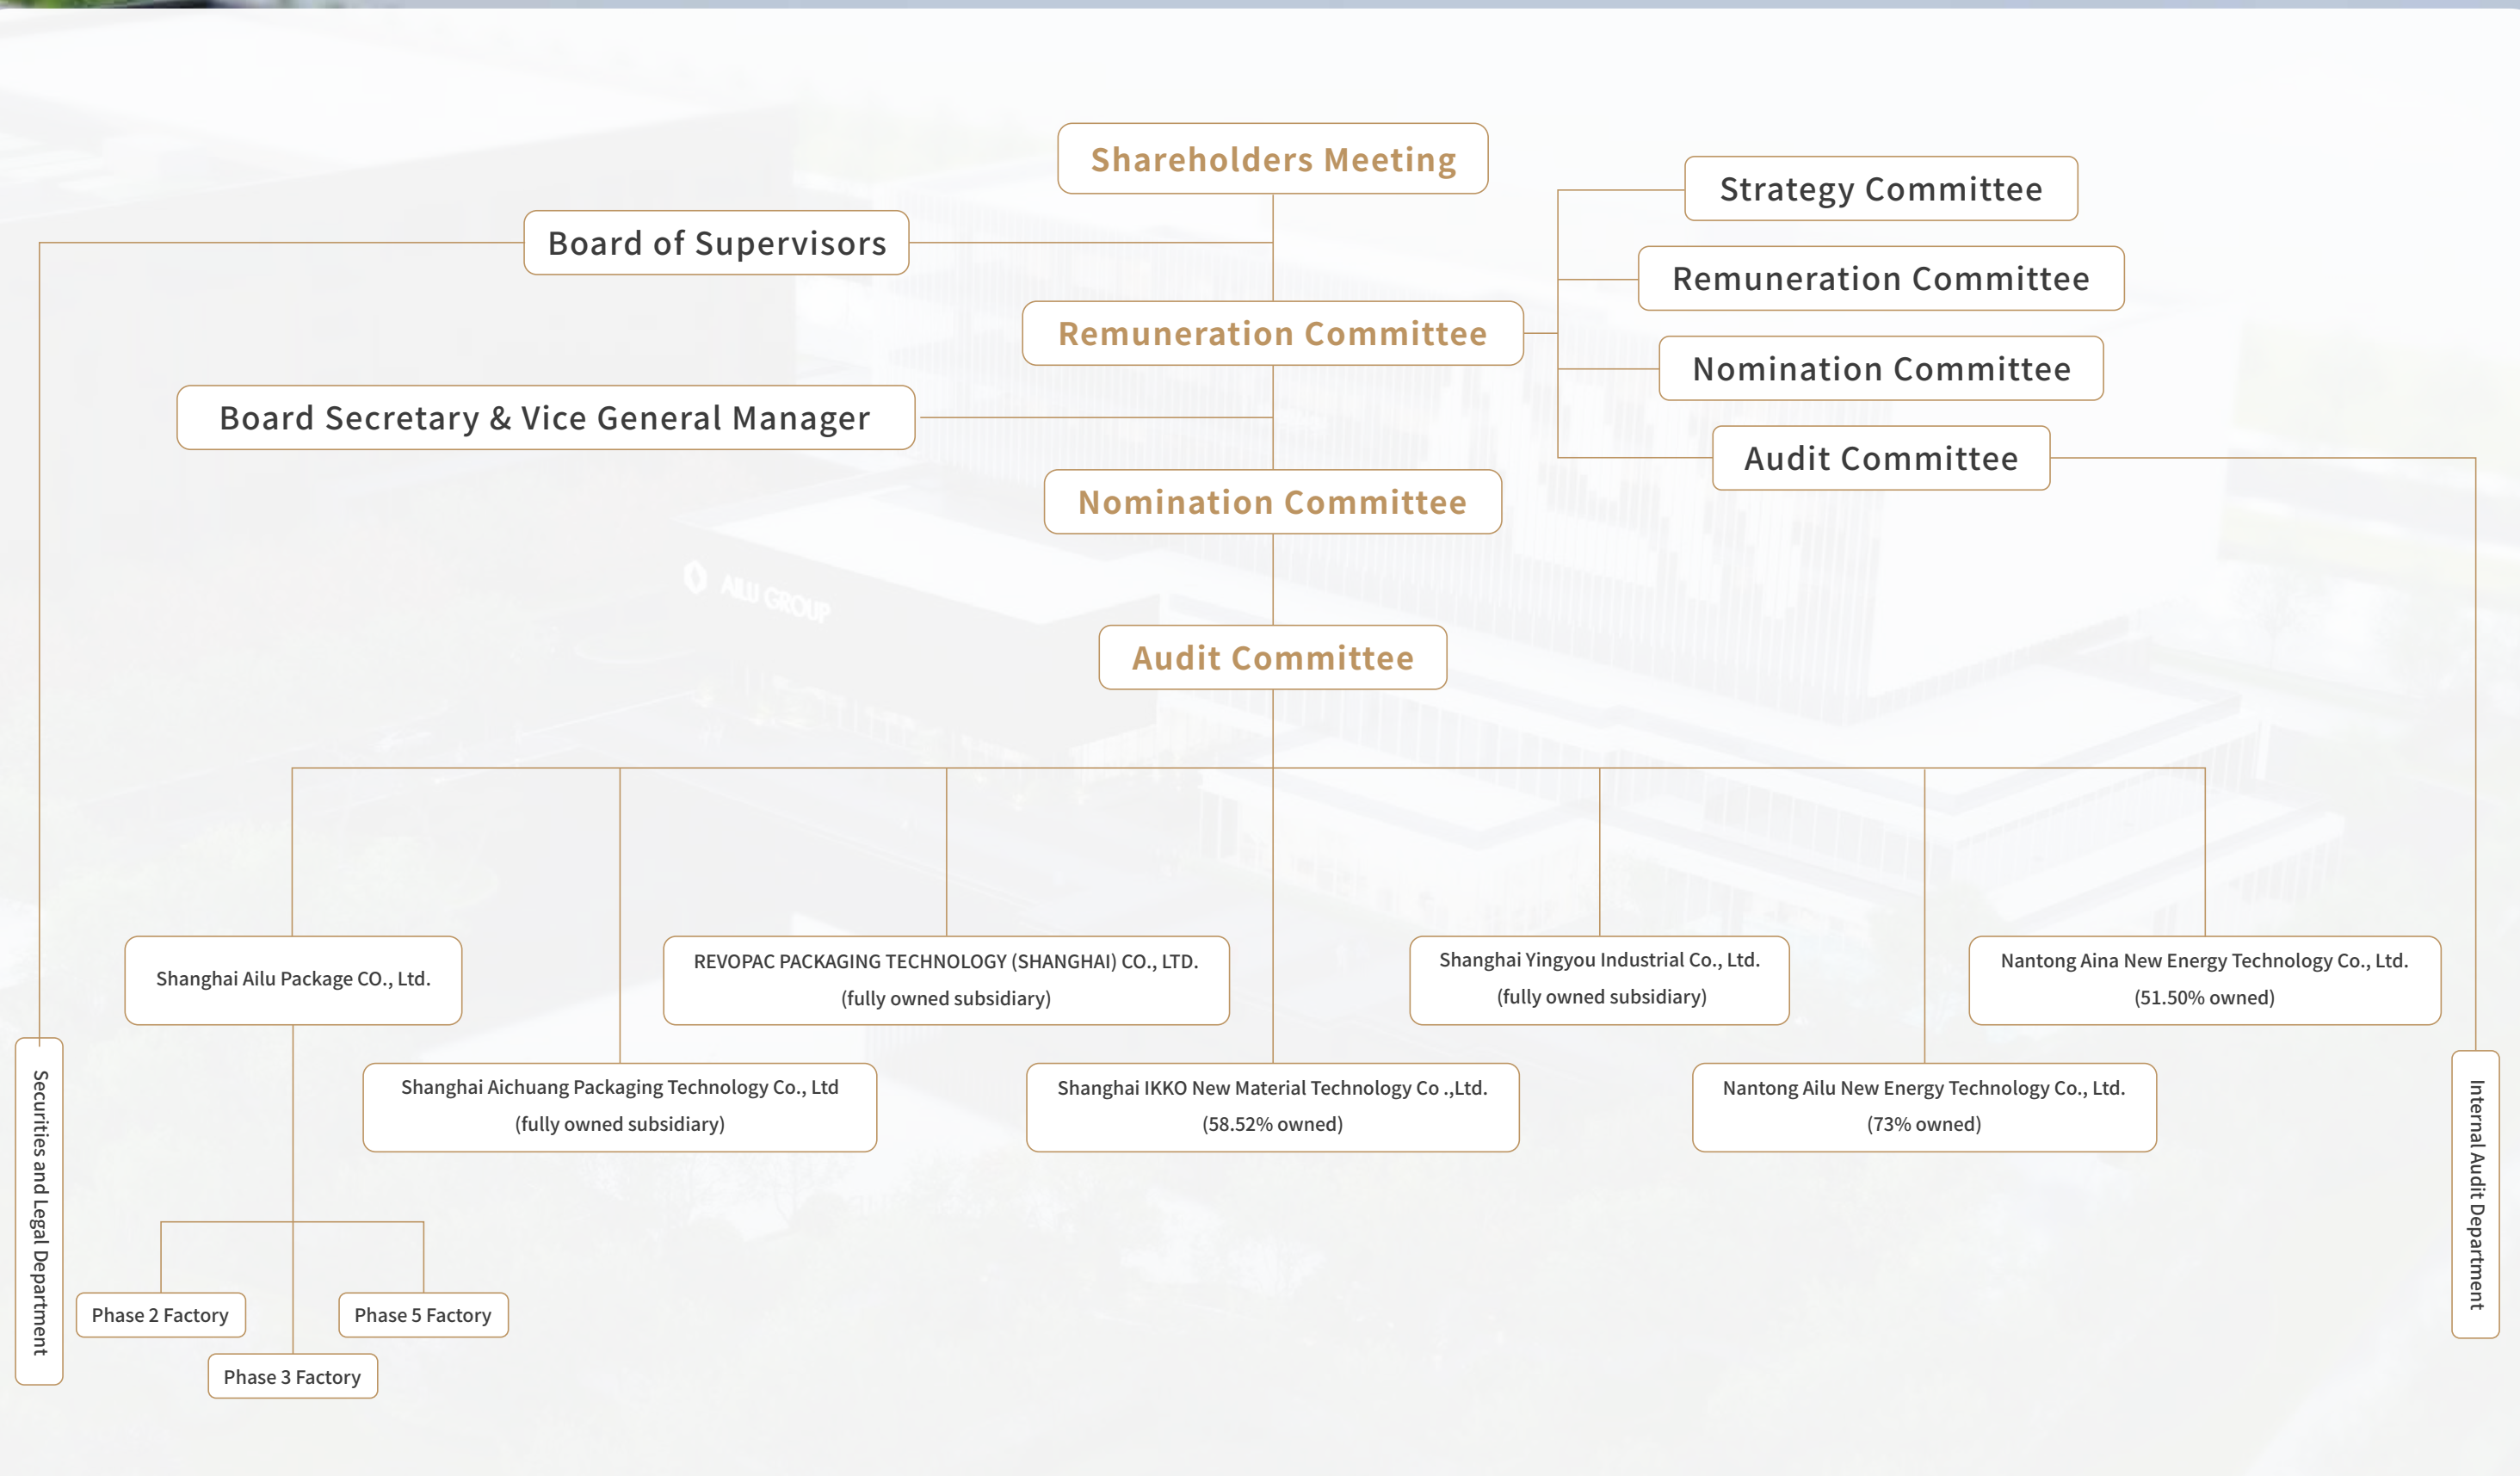 Shareholders Meeting
Strategy Committee
Board of Supervisors
Remuneration Committee
Remuneration Committee
Nomination Committee
Board Secretary & Vice General Manager
Audit Committee
Nomination Committee
AILU GROUP
Audit Committee
Shanghai Ailu Package CO., Ltd.
REVOPAC PACKAGING TECHNOLOGY (SHANGHAI) CO., LTD.
(fully owned subsidiary)
Shanghai Yingyou Industrial Co., Ltd.
(fully owned subsidiary)
Nantong Aina New Energy Technology Co., Ltd.
(51.50% owned)
Shanghai Aichuang Packaging Technology Co., Ltd
(fully owned subsidiary)
Shanghai IKKO New Material Technology Co .,Ltd.
(58.52% owned)
Nantong Ailu New Energy Technology Co., Ltd.
(73% owned)
Securities and Legal Department
Internal Audit Department
Phase 2 Factory
Phase 5 Factory
Phase 3 Factory